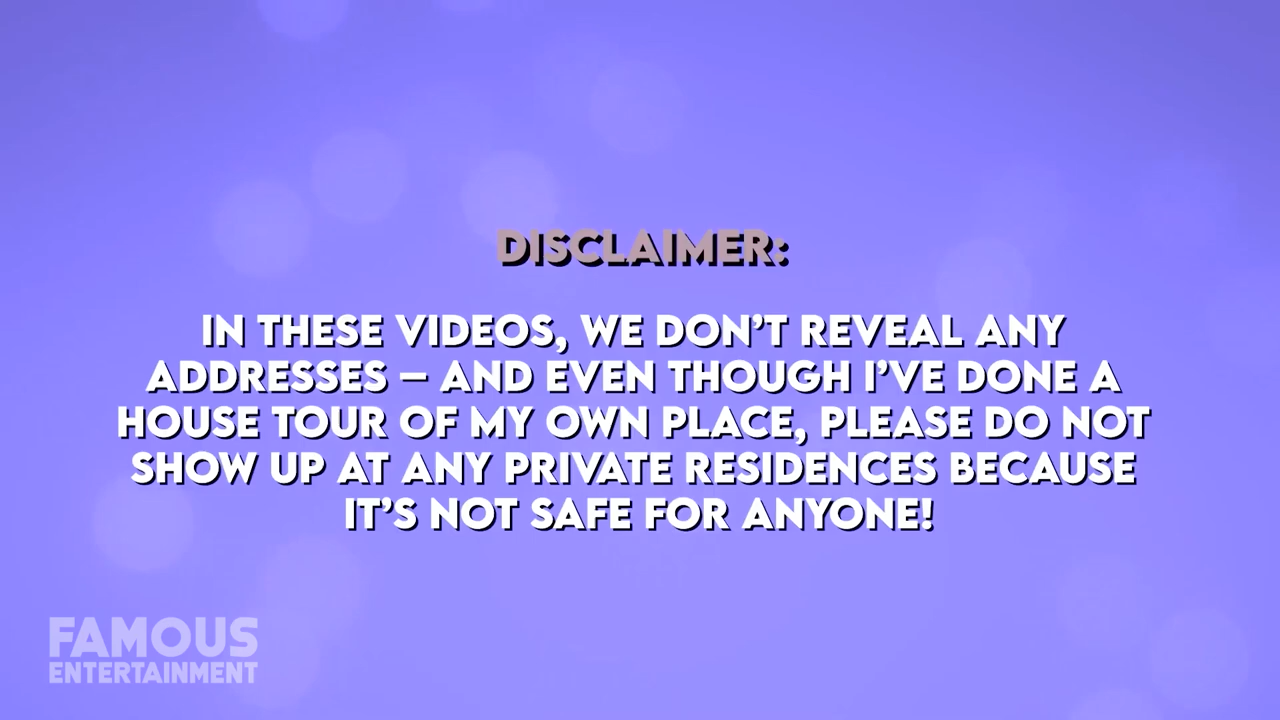 DISCLAIMER:
IN THESE VIDEOS, WE DON'T REVEAL ANY
ADDRESSES – AND EVEN THOUGH I'VE DONE A
HOUSE TOUR OF MY OWN PLACE, PLEASE DO NOT
SHOW UP AT ANY PRIVATE RESIDENCES BECAUSE
IT'S NOT SAFE FOR ANYONE!
FAMOUS
ENTERTAINMENT